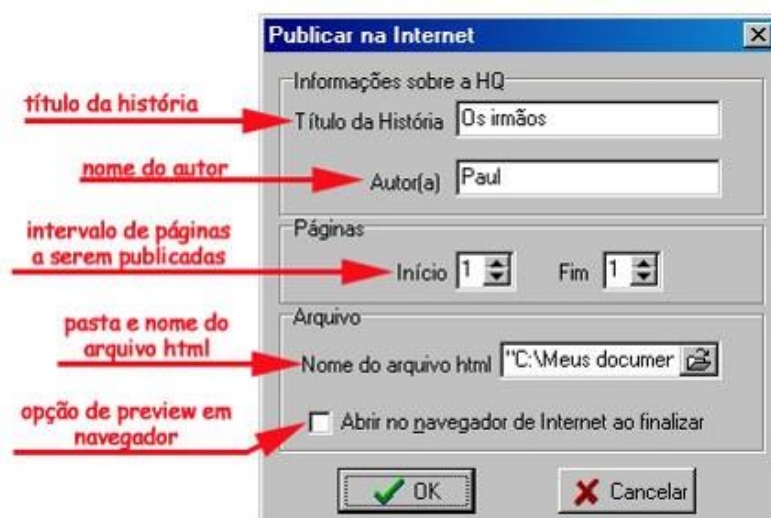 Publicar na Internet
Informações sobre a HQ
título da história
Título da História Os irmãos
nome do autor
Autor(a) Paul
intervalo de páginas
a serem publicadas
Páginas
Início 1 Fim 1
pasta e nome do
arquivo html
Arquivo
Nome do arquivo html "C:\Meus documer
opção de preview em
navegador
Abrir no navegador de Internet ao finalizar
OK Cancelar